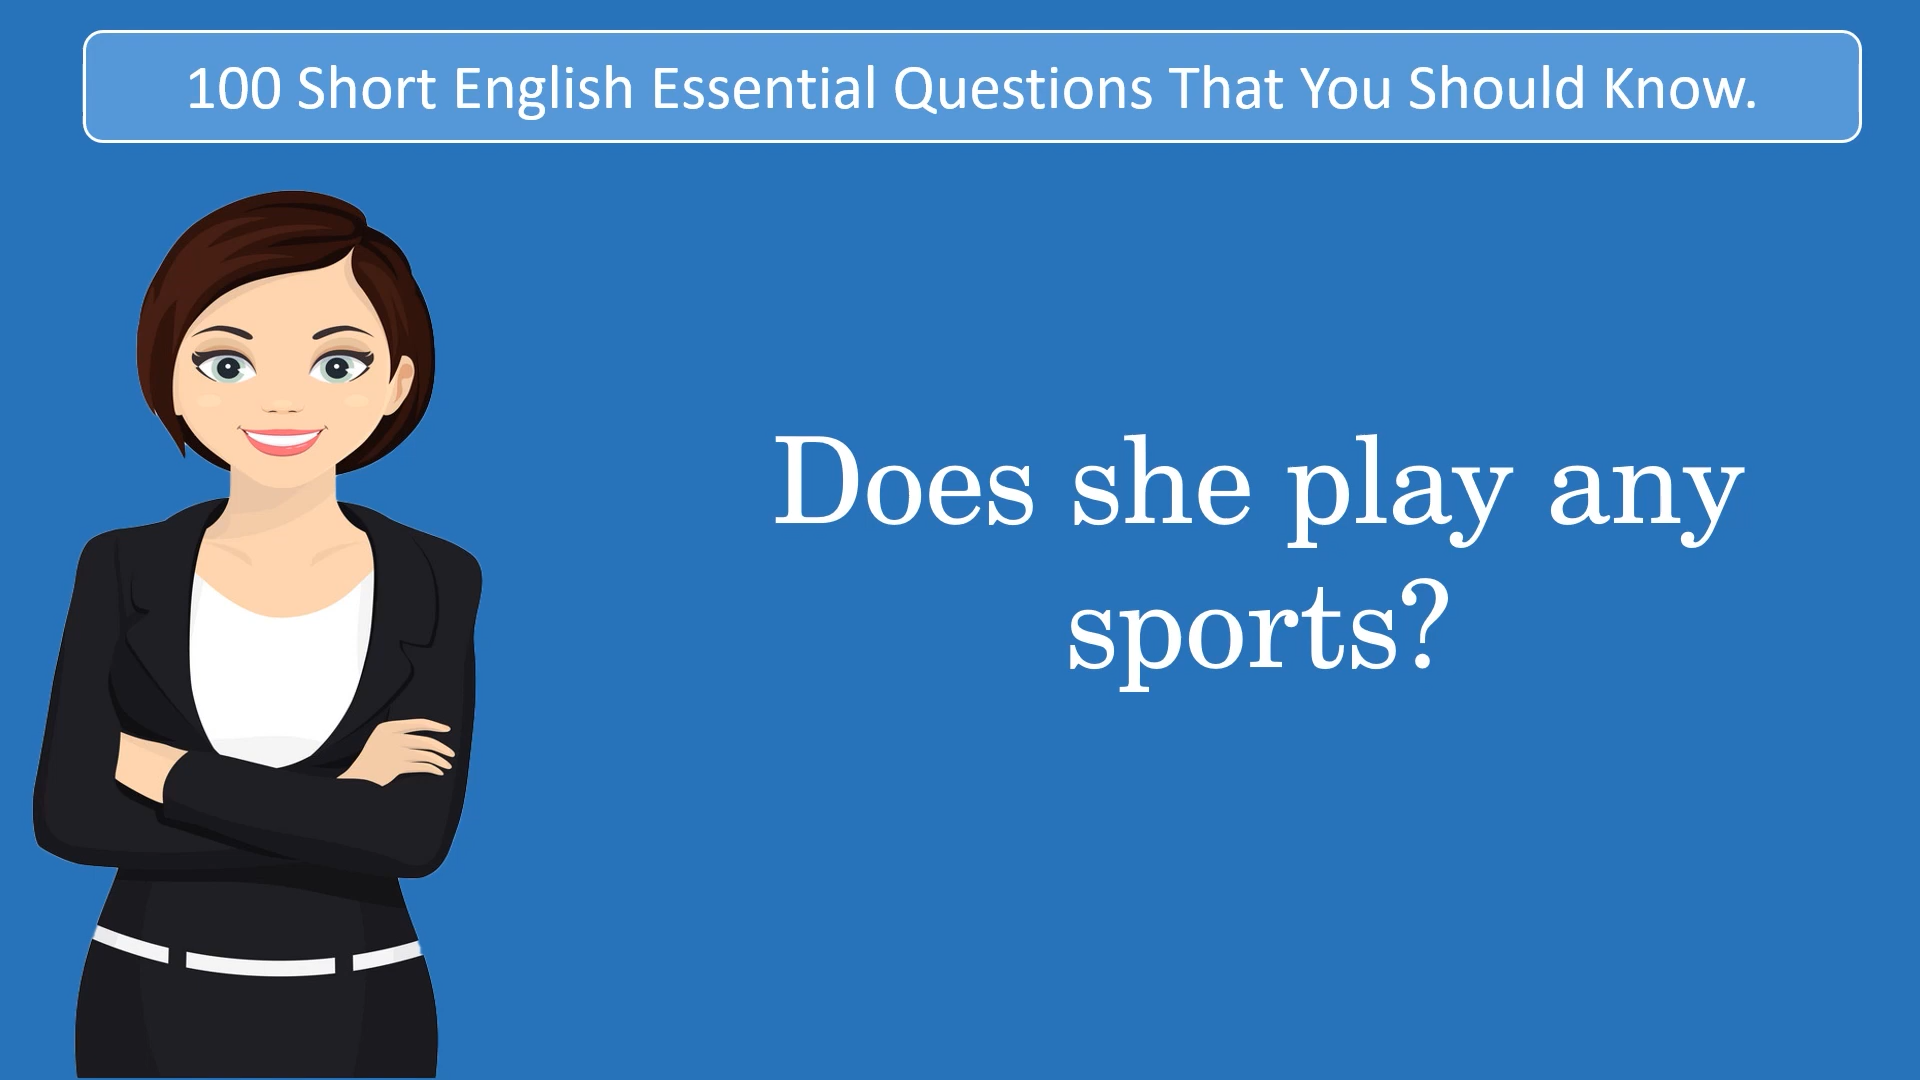 100 Short English Essential Questions That You Should Know.
Does she play any
sports?